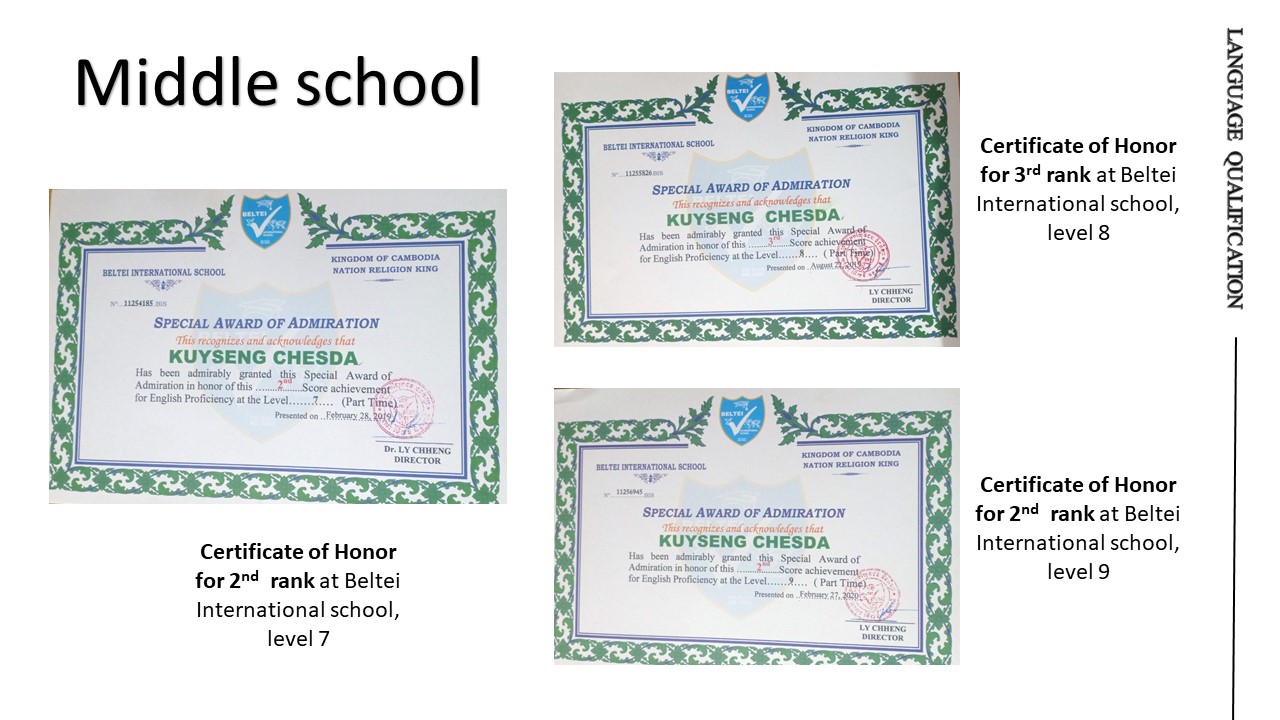 Middle school
BELTEI
BELTEI INTERNATIONAL SCHOOL
KINGDOM OF CAMBODIA
NATION RELIGION KING
Nº... 11254185 .BIS
SPECIAL AWARD OF ADMIRATION
This recognizes and acknowledges that
KUYSENG CHESDA
Has been admirably granted this Special Award of
Admiration in honor of this ........2nd........Score achievement
for English Proficiency at the Level.......7.... (Part Time)
Presented on ..February 28, 2019
Dr. LY CHHENG
DIRECTOR
Certificate of Honor
for 2nd rank at Beltei
International school,
level 7
BELTEI
BELTEI INTERNATIONAL SCHOOL
KINGDOM OF CAMBODIA
NATION RELIGION KING
Nº... 11255826 .BIS
SPECIAL AWARD OF ADMIRATION
This recognizes and acknowledges that
KUYSENG CHESDA
Has been admirably granted this Special Award of
Admiration in honor of this ........3rd........Score achievement
for English Proficiency at the Level.......8.... ( Part Time)
Presented on ..August
LY CHHENG
DIRECTOR
Certificate of Honor
for 3rd rank at Beltei
International school,
level 8
BELTEI
BELTEI INTERNATIONAL SCHOOL
KINGDOM OF CAMBODIA
NATION RELIGION KING
Nº... 11256945 .BIS
SPECIAL AWARD OF ADMIRATION
This recognizes and acknowledges that
KUYSENG CHESDA
Has been admirably granted this Special Award of
Admiration in honor of this ........2nd........Score achievement
for English Proficiency at the Level.......9.... ( Part Time)
Presented on ..February 27, 2020
LY CHHENG
DIRECTOR
Certificate of Honor
for 2nd rank at Beltei
International school,
level 9
LANGUAGE QUALIFICATION